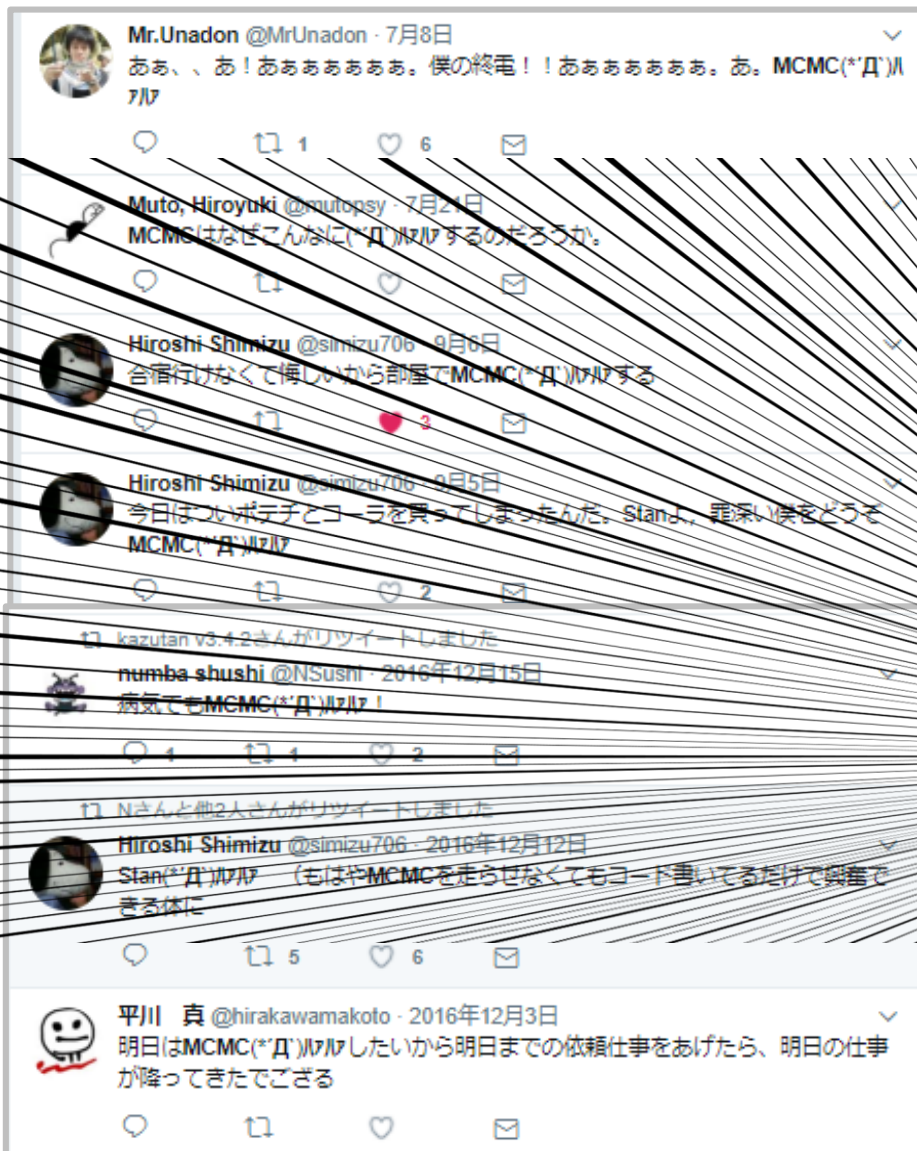 Mr.Unadon @MrUnadon · 7月8日
あぁ、、あ！あぁぁぁぁぁぁ。僕の終電！！あぁぁぁぁぁぁ。あ。MCMC(*´Д`)ﾊ
ｧﾊｧ
1 6
Muto, Hiroyuki @mutopsy · 7月21日
MCMCはなぜこんなに(*´Д`)ﾊｧﾊｧするのだろうか。
Hiroshi Shimizu @simizu706 · 9月6日
合宿行けなくて悔しいから部屋でMCMC(*´Д`)ﾊｧﾊｧする
3
Hiroshi Shimizu @simizu706 · 9月5日
今日はついポテチとコーラを買ってしまったんだ。Stanよ，罪深い僕をどうぞ
MCMC(*´Д`)ﾊｧﾊｧ
2
kazutan v3.4.2さんがリツイートしました
numba shushi @NSushi · 2016年12月15日
病気でもMCMC(*´Д`)ﾊｧﾊｧ！
1 1 2
Nさんと他2人さんがリツイートしました
Hiroshi Shimizu @simizu706 · 2016年12月12日
Stan(*´Д`)ﾊｧﾊｧ （もはやMCMCを走らせなくてもコード書いてるだけで興奮で
きる体に
5 6
平川　真 @hirakawamakoto · 2016年12月3日
明日はMCMC(*´Д`)ﾊｧﾊｧしたいから明日までの依頼仕事をあげたら、明日の仕事
が降ってきたでござる